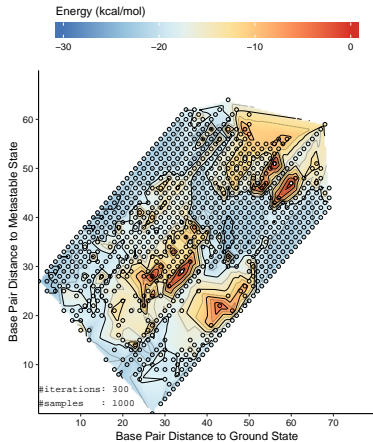 Energy (kcal/mol)
−30 −20 −10 0
Base Pair Distance to Metastable State
60
50
40
30
20
10
#iterations: 300
#samples : 1000
10 20 30 40 50 60 70
Base Pair Distance to Ground State